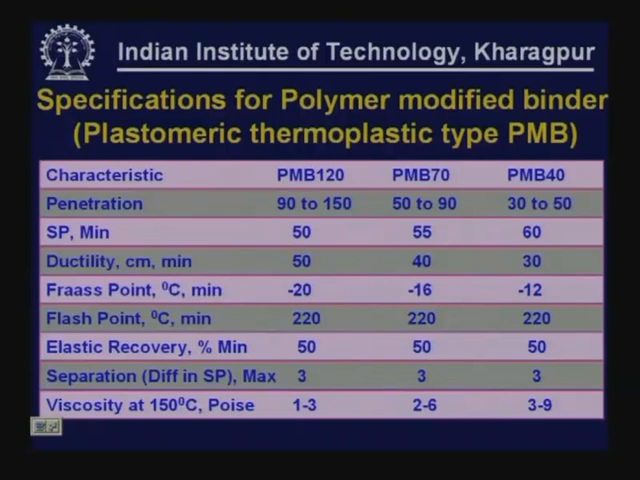 Indian Institute of Technology, Kharagpur
Specifications for Polymer modified binder
(Plastomeric thermoplastic type PMB)
Characteristic PMB120 PMB70 PMB40
Penetration 90 to 150 50 to 90 30 to 50
SP, Min 50 55 60
Ductility, cm, min 50 40 30
Fraass Point, ⁰C, min -20 -16 -12
Flash Point, ⁰C, min 220 220 220
Elastic Recovery, % Min 50 50 50
Separation (Diff in SP), Max 3 3 3
Viscosity at 150⁰C, Poise 1-3 2-6 3-9